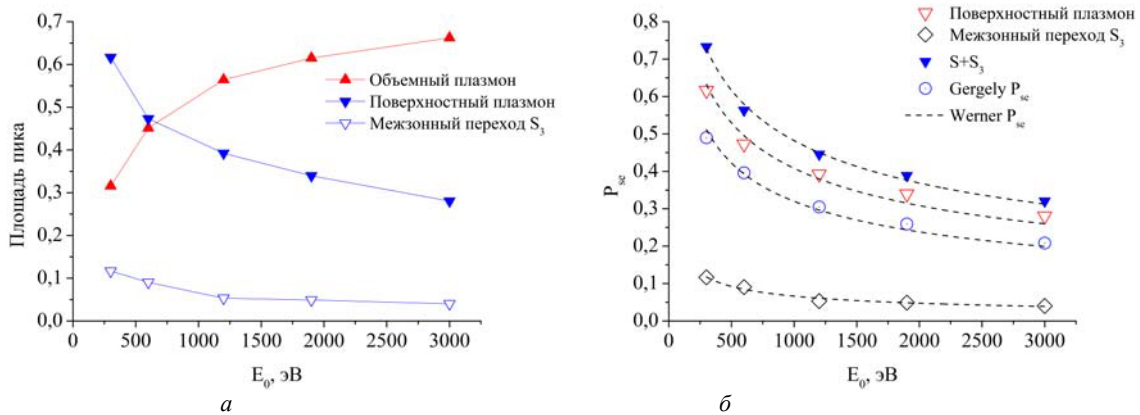 0,7
0,6
0,5
0,4
0,3
0,2
0,1
0,0
Площадь пика
0 500 1000 1500 2000 2500 3000
E₀, эВ
Объемный плазмон
Поверхностный плазмон
Межзонный переход S₃
а
0,8
0,7
0,6
0,5
0,4
0,3
0,2
0,1
0,0
Pse
0 1000 2000 3000
E₀, эВ
Поверхностный плазмон
Межзонный переход S₃
S+S₃
Gergely Pse
Werner Pse
б